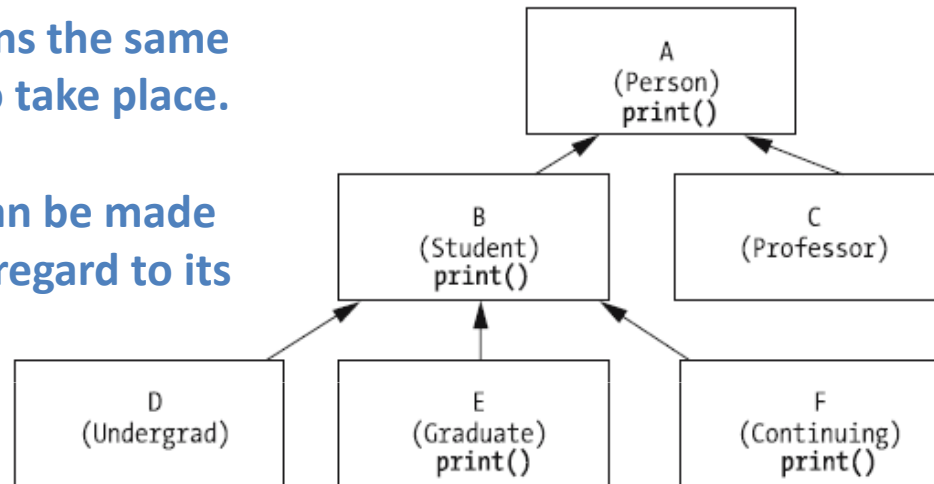 ns the same
take place.
an be made
regard to its
A
(Person)
print()
B
(Student)
print()
C
(Professor)
D
(Undergrad)
E
(Graduate)
print()
F
(Continuing)
print()